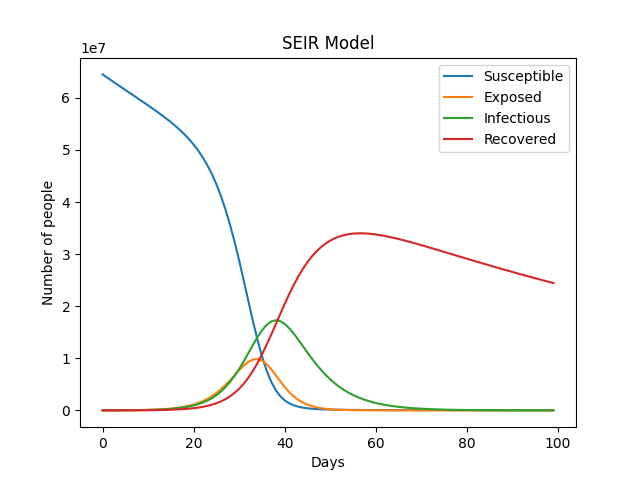 SEIR Model
1e7
Susceptible
Exposed
Infectious
Recovered
6
5
4
3
2
1
0
Number of people
0 20 40 60 80 100
Days